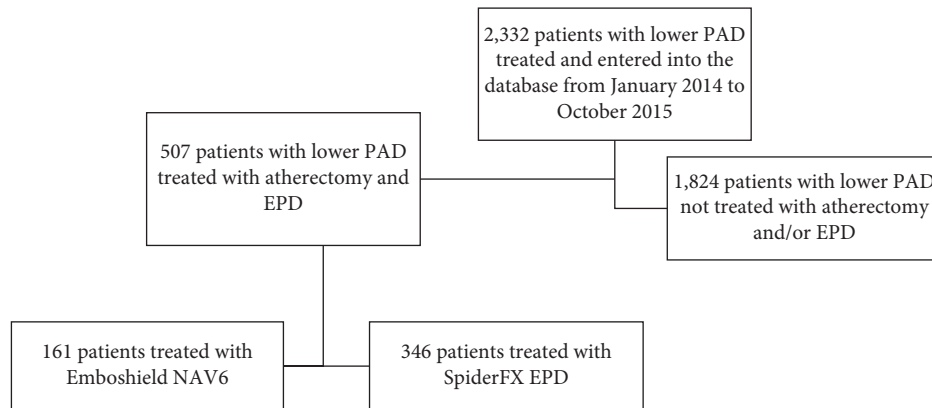 2,332 patients with lower PAD
treated and entered into the
database from January 2014 to
October 2015
507 patients with lower PAD
treated with atherectomy and
EPD
1,824 patients with lower PAD
not treated with atherectomy
and/or EPD
161 patients treated with
Emboshield NAV6
346 patients treated with
SpiderFX EPD